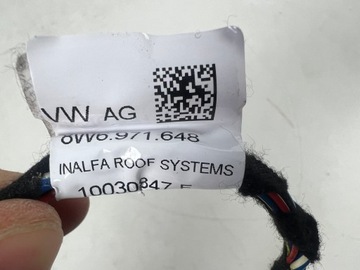 VW AG
6W6.971.648
INALFA ROOF SYSTEMS
10030847 F